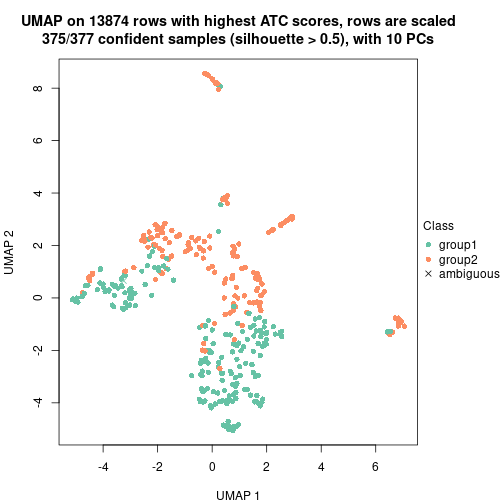 UMAP on 13874 rows with highest ATC scores, rows are scaled
375/377 confident samples (silhouette > 0.5), with 10 PCs
8
6
4
2
0
-2
-4
UMAP 2
-4
-2
0
2
4
6
UMAP 1
Class
group1
group2
ambiguous